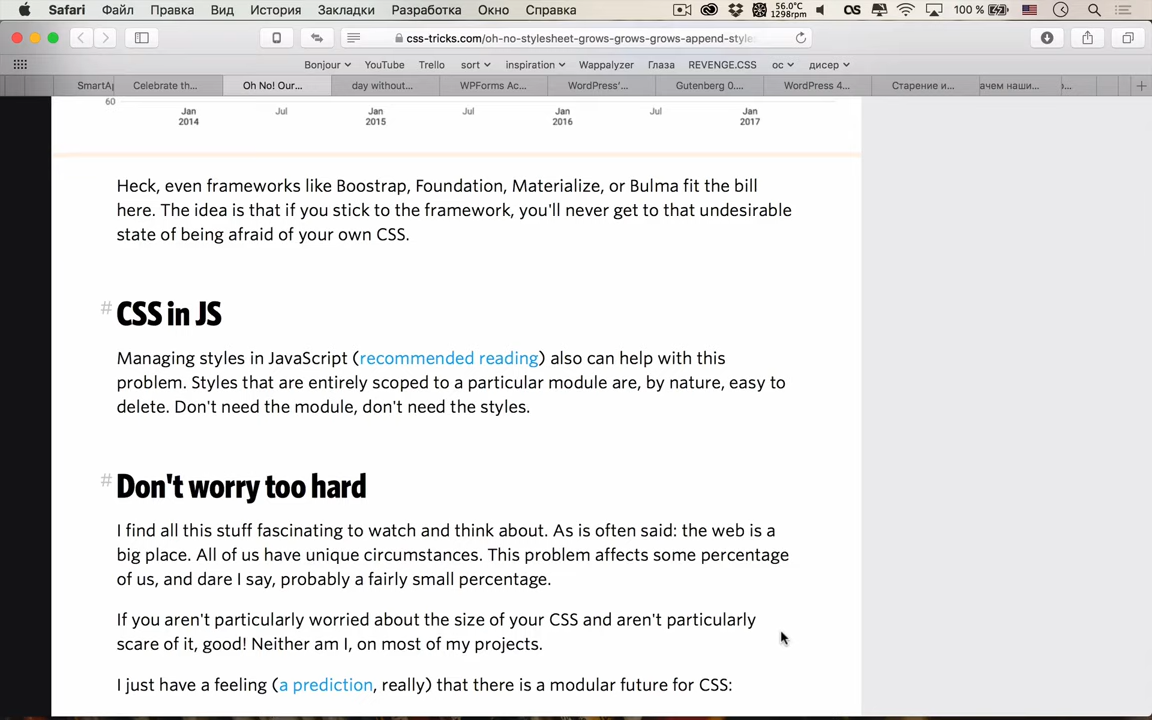 Safari Файл Правка Вид История Закладки Разработка Окно Справка 56.0°C 1298rpm 100 %
css-tricks.com/oh-no-stylesheet-grows-grows-grows-append-style
Bonjour YouTube Trello sort inspiration Wappalyzer Глаза REVENGE.CSS ос дисер
SmartA Celebrate th... Oh No! Our... day without... WPForms Ac... WordPress'... Gutenberg 0.... WordPress 4... Старение и... ачем наши...
60
Jan Jul Jan Jul Jan Jul Jan
2014 2015 2016 2017
Heck, even frameworks like Boostrap, Foundation, Materialize, or Bulma fit the bill
here. The idea is that if you stick to the framework, you'll never get to that undesirable
state of being afraid of your own CSS.
# CSS in JS
Managing styles in JavaScript (recommended reading) also can help with this
problem. Styles that are entirely scoped to a particular module are, by nature, easy to
delete. Don't need the module, don't need the styles.
# Don't worry too hard
I find all this stuff fascinating to watch and think about. As is often said: the web is a
big place. All of us have unique circumstances. This problem affects some percentage
of us, and dare I say, probably a fairly small percentage.
If you aren't particularly worried about the size of your CSS and aren't particularly
scare of it, good! Neither am I, on most of my projects.
I just have a feeling (a prediction, really) that there is a modular future for CSS: